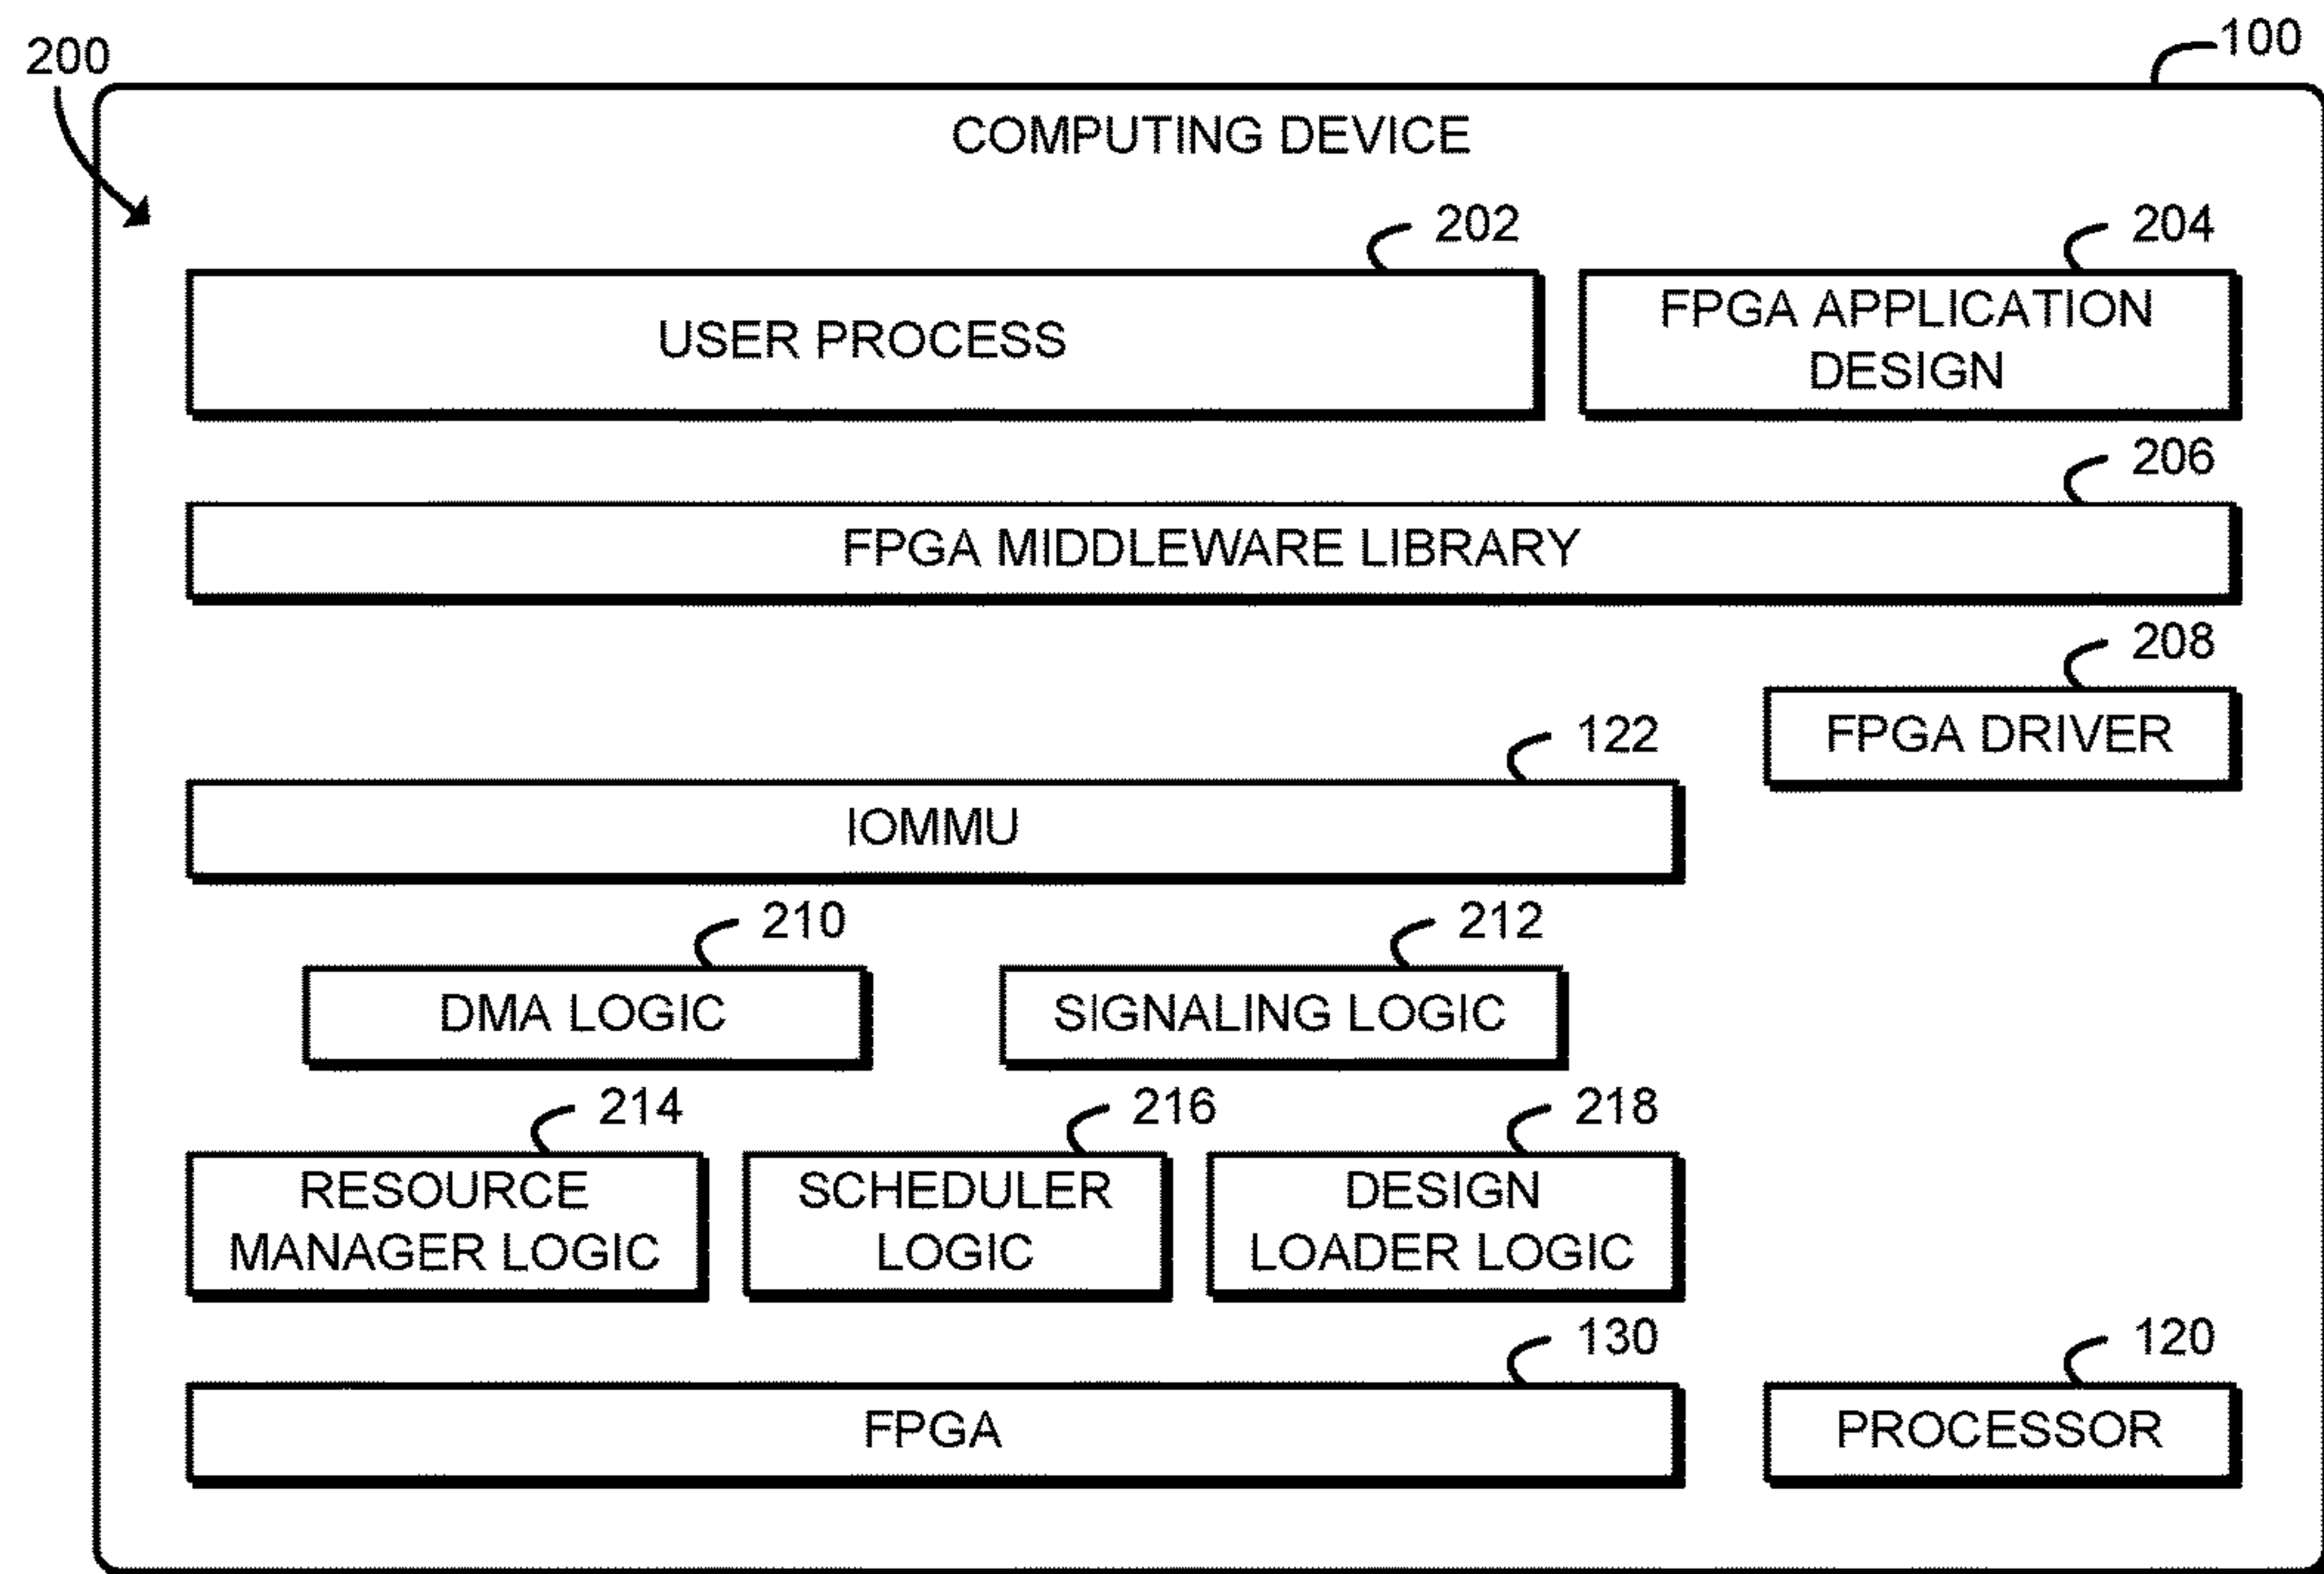 200
100
COMPUTING DEVICE
202
204
USER PROCESS
FPGA APPLICATION
DESIGN
206
FPGA MIDDLEWARE LIBRARY
208
FPGA DRIVER
122
IOMMU
210
212
DMA LOGIC
SIGNALING LOGIC
214
216
218
RESOURCE
MANAGER LOGIC
SCHEDULER
LOGIC
DESIGN
LOADER LOGIC
130
120
FPGA
PROCESSOR